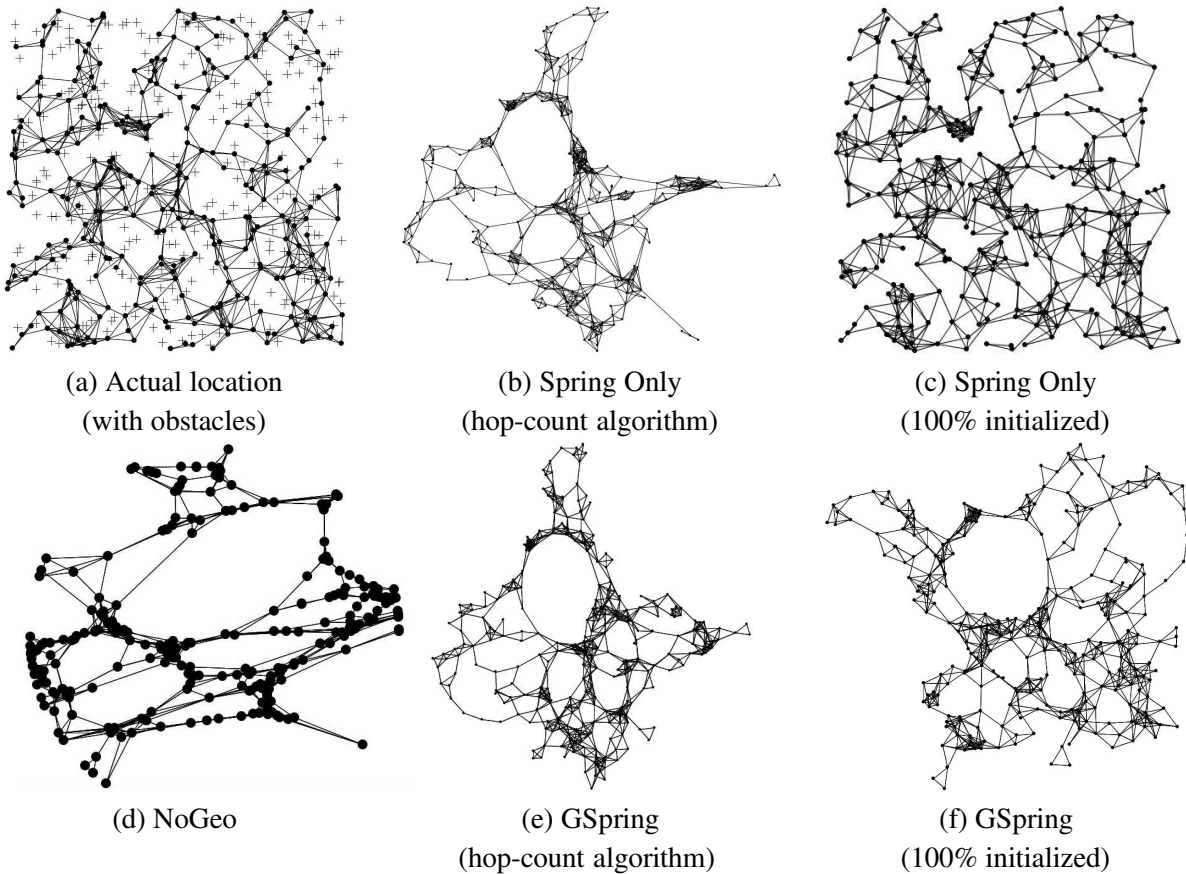 (a) Actual location
(with obstacles)
(b) Spring Only
(hop-count algorithm)
(c) Spring Only
(100% initialized)
(d) NoGeo
(e) GSpring
(hop-count algorithm)
(f) GSpring
(100% initialized)